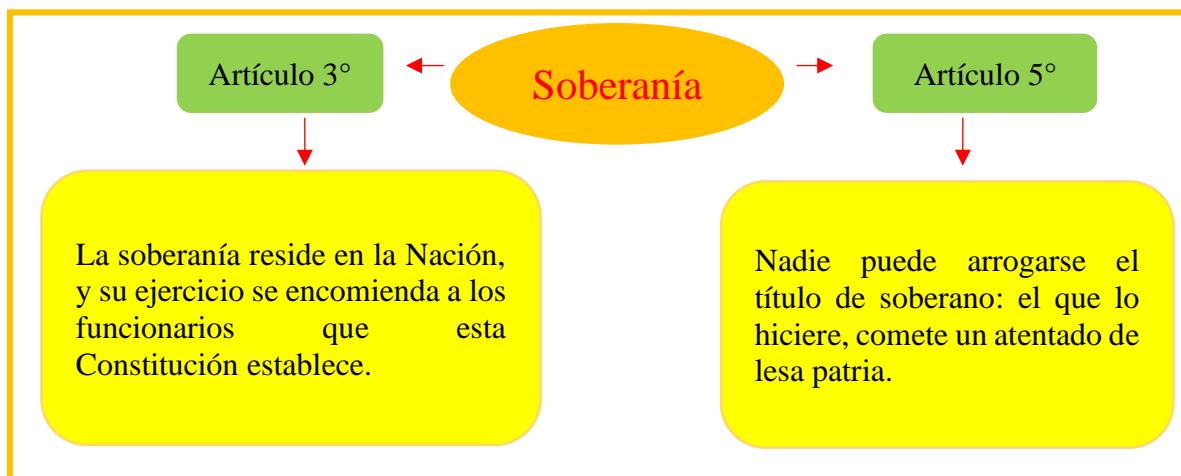 Soberanía
Artículo 3°
La soberanía reside en la Nación,
y su ejercicio se encomienda a los
funcionarios que esta
Constitución establece.
Artículo 5°
Nadie puede arrogarse el
título de soberano: el que lo
hiciere, comete un atentado de
lesa patria.